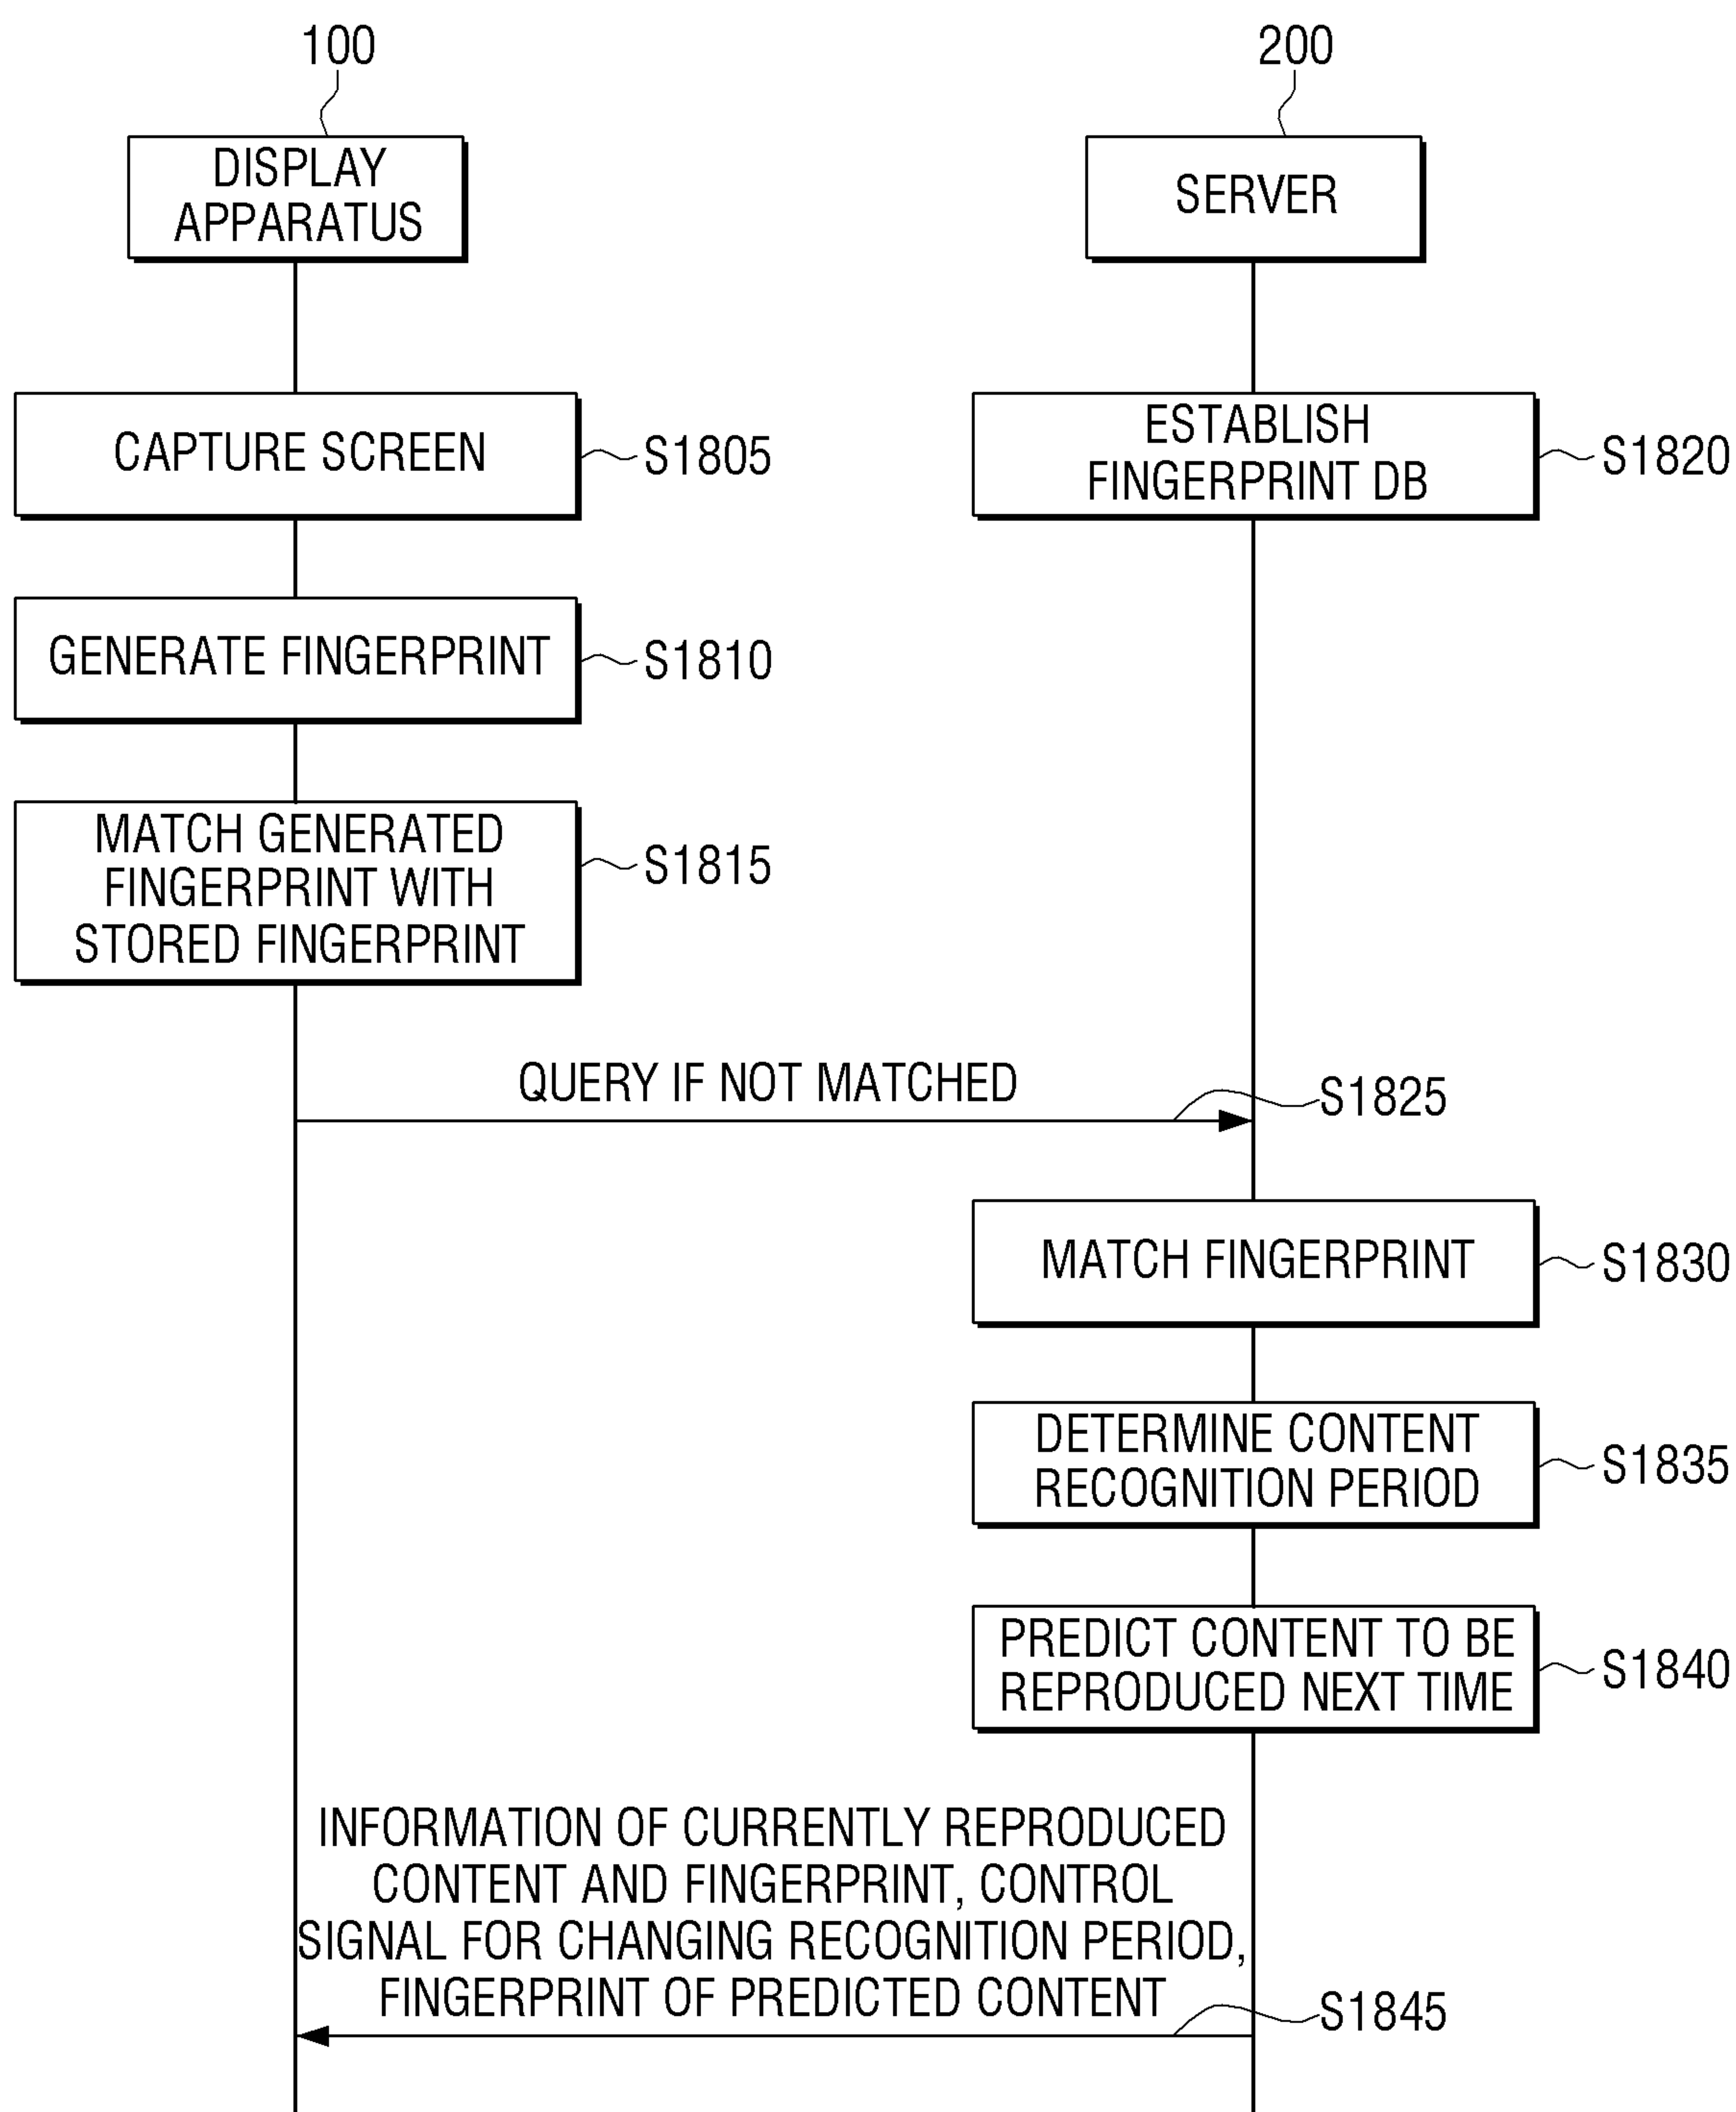 100
200
DISPLAY
APPARATUS
SERVER
CAPTURE SCREEN
S1805
ESTABLISH
FINGERPRINT DB
S1820
GENERATE FINGERPRINT
S1810
MATCH GENERATED
FINGERPRINT WITH
STORED FINGERPRINT
S1815
QUERY IF NOT MATCHED
S1825
MATCH FINGERPRINT
S1830
DETERMINE CONTENT
RECOGNITION PERIOD
S1835
PREDICT CONTENT TO BE
REPRODUCED NEXT TIME
S1840
INFORMATION OF CURRENTLY REPRODUCED
CONTENT AND FINGERPRINT, CONTROL
SIGNAL FOR CHANGING RECOGNITION PERIOD,
FINGERPRINT OF PREDICTED CONTENT
S1845